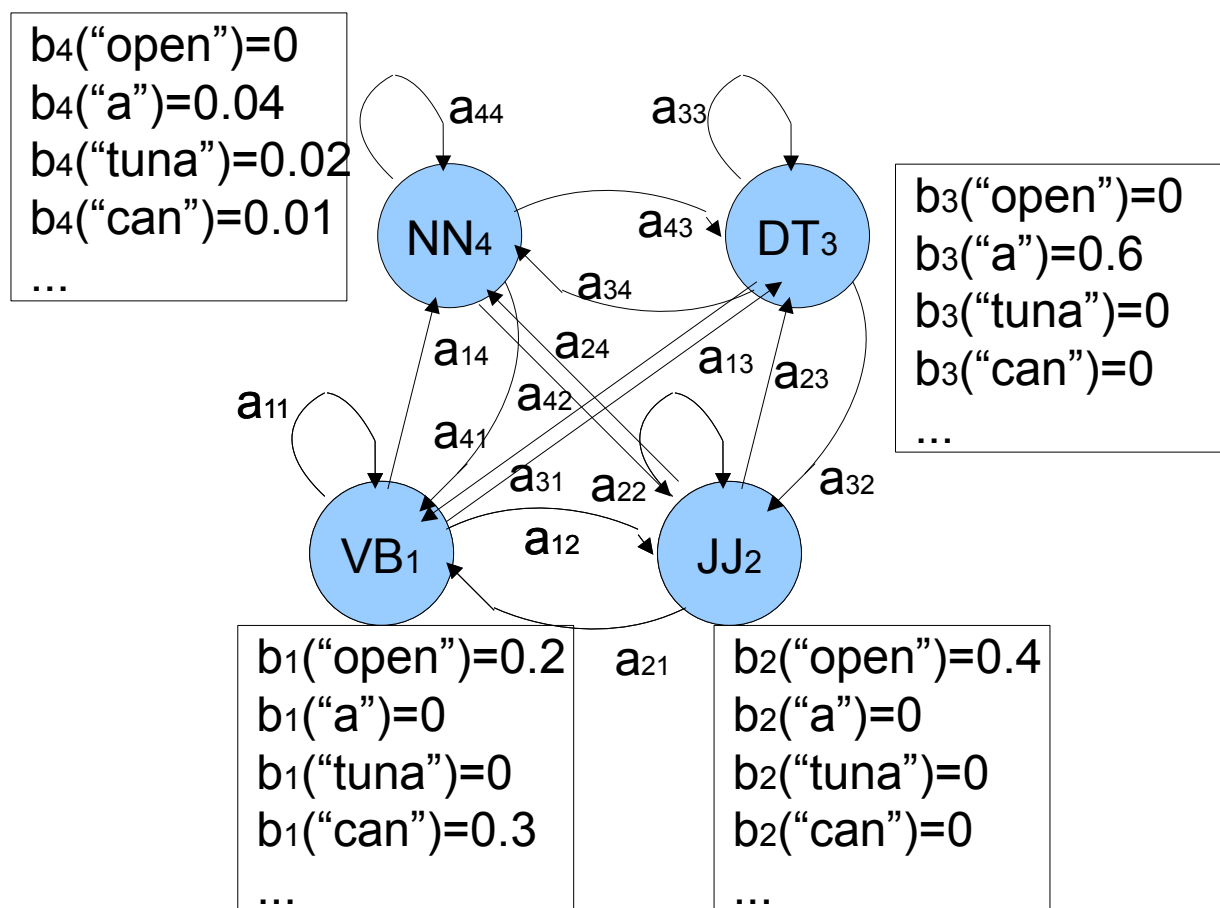 b4(“open”)=0
b4(“a”)=0.04
b4(“tuna”)=0.02
b4(“can”)=0.01
...
a44
a33
NN4
a43
DT3
a34
b3(“open”)=0
b3(“a”)=0.6
b3(“tuna”)=0
b3(“can”)=0
...
a14
a24
a13
a23
a11
a42
a41
a31
a22
a32
VB1
a12
JJ2
a21
b1(“open”)=0.2
b1(“a”)=0
b1(“tuna”)=0
b1(“can”)=0.3
...
b2(“open”)=0.4
b2(“a”)=0
b2(“tuna”)=0
b2(“can”)=0
...